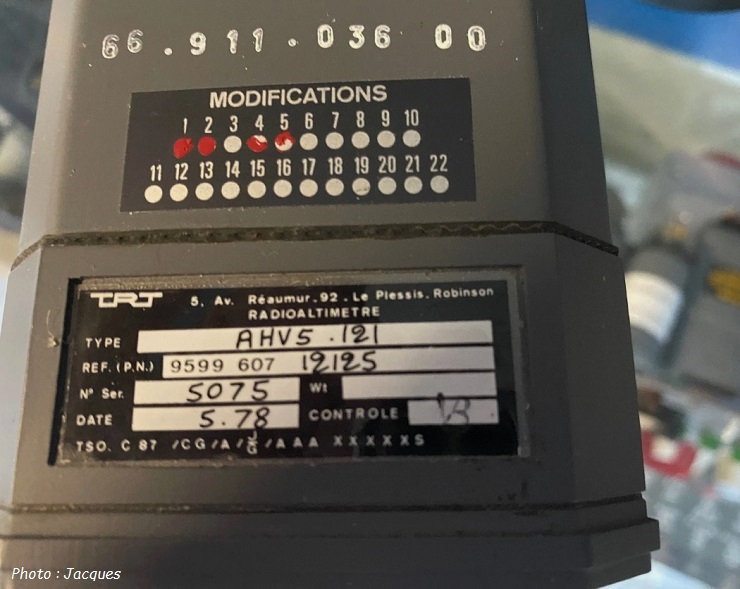 66.911.036 00
MODIFICATIONS
1 2 3 4 5 6 7 8 9 10
11 12 13 14 15 16 17 18 19 20 21 22
TRT 5, Av. Réaumur.92. Le Plessis. Robinson
RADIOALTIMETRE
TYPE AHV5.121
REF. (P.N.) 9599 607 12125
N° Ser. 5075 Wt
DATE 5.78 CONTROLE
TSO. C 87 /CG/A/ /AAA XXXXXS
Photo : Jacques